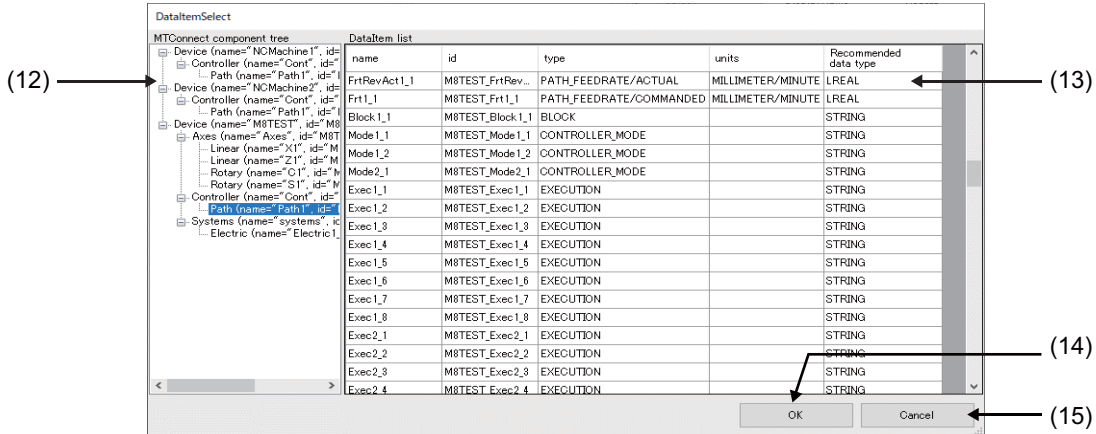 DataItemSelect
MTConnect component tree
DataItem list
Device (name="NCMachine1", id=
Controller (name="Cont", id="
Path (name="Path1", id="
Device (name="NCMachine2", id=
Controller (name="Cont", id="
Path (name="Path1", id="
Device (name="M8TEST", id="M8
Axes (name="Axes", id="M8T
Linear (name="X1", id="M
Linear (name="Z1", id="M
Rotary (name="C1", id="M
Rotary (name="S1", id="M
Controller (name="Cont", id="
Path (name="Path1", id="
Systems (name="systems", ic
Electric (name="Electric1_
name id type units Recommended
data type
FrtRevAct1_1 M8TEST_FrtRev... PATH_FEEDRATE/ACTUAL MILLIMETER/MINUTE LREAL
Frt1_1 M8TEST_Frt1_1 PATH_FEEDRATE/COMMANDED MILLIMETER/MINUTE LREAL
Block1_1 M8TEST_Block1_1 BLOCK STRING
Mode1_1 M8TEST_Mode1_1 CONTROLLER_MODE STRING
Mode1_2 M8TEST_Mode1_2 CONTROLLER_MODE STRING
Mode2_1 M8TEST_Mode2_1 CONTROLLER_MODE STRING
Exec1_1 M8TEST_Exec1_1 EXECUTION STRING
Exec1_2 M8TEST_Exec1_2 EXECUTION STRING
Exec1_3 M8TEST_Exec1_3 EXECUTION STRING
Exec1_4 M8TEST_Exec1_4 EXECUTION STRING
Exec1_5 M8TEST_Exec1_5 EXECUTION STRING
Exec1_6 M8TEST_Exec1_6 EXECUTION STRING
Exec1_7 M8TEST_Exec1_7 EXECUTION STRING
Exec1_8 M8TEST_Exec1_8 EXECUTION STRING
Exec2_1 M8TEST_Exec2_1 EXECUTION STRING
Exec2_2 M8TEST_Exec2_2 EXECUTION STRING
Exec2_3 M8TEST_Exec2_3 EXECUTION STRING
Exec2_4 M8TEST_Exec2_4 EXECUTION STRING
OK Cancel
(12)
(13)
(14)
(15)